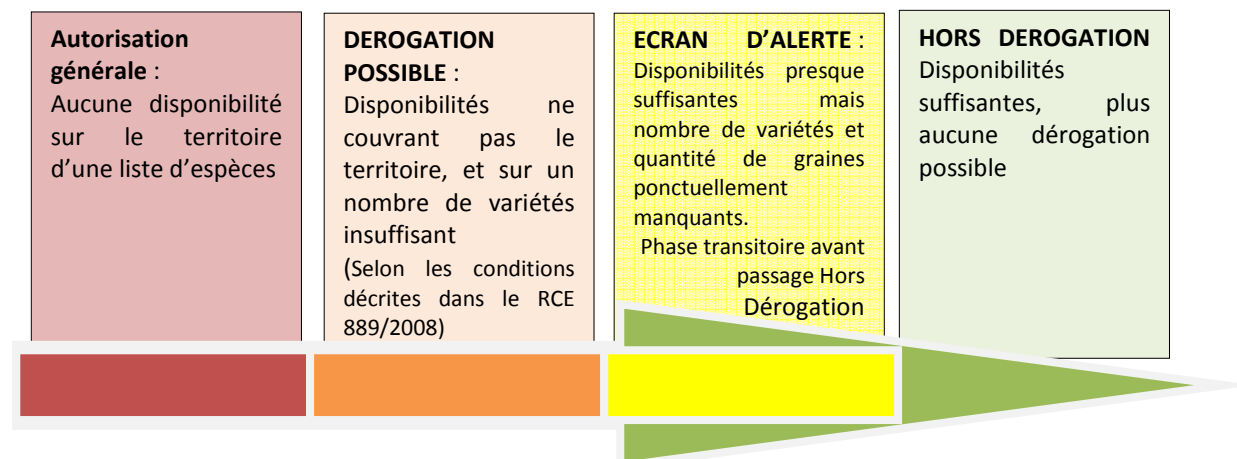 Autorisation
générale :
Aucune disponibilité
sur le territoire
d'une liste d'espèces
DEROGATION
POSSIBLE :
Disponibilités ne
couvrant pas le
territoire, et sur un
nombre de variétés
insuffisant
(Selon les conditions
décrites dans le RCE
889/2008)
ECRAN D'ALERTE :
Disponibilités presque
suffisantes mais
nombre de variétés et
quantité de graines
ponctuellement
manquants.
Phase transitoire avant
passage Hors
Dérogation
HORS DEROGATION
Disponibilités
suffisantes, plus
aucune dérogation
possible